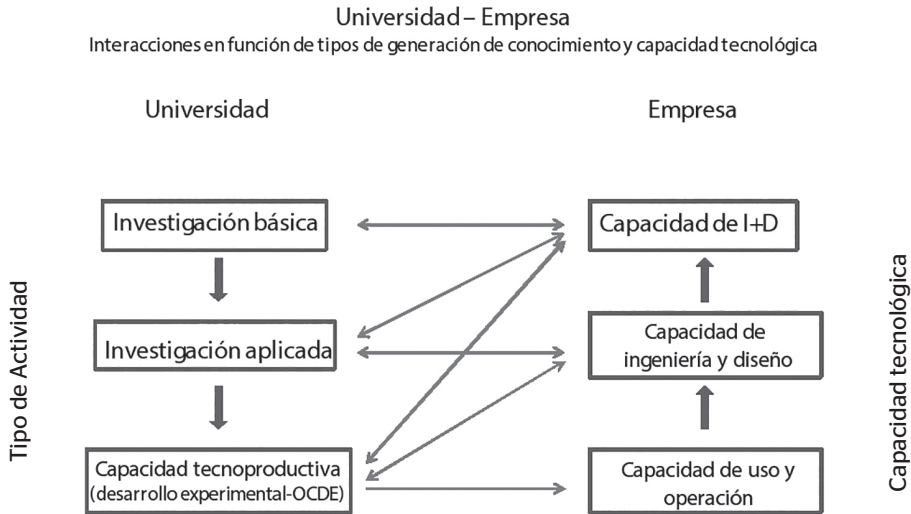 Universidad – Empresa
Interacciones en función de tipos de generación de conocimiento y capacidad tecnológica
Universidad
Empresa
Investigación básica
Capacidad de I+D
Tipo de Actividad
Investigación aplicada
Capacidad de
ingeniería y diseño
Capacidad tecnológica
Capacidad tecnoproductiva
(desarrollo experimental-OCDE)
Capacidad de uso y
operación